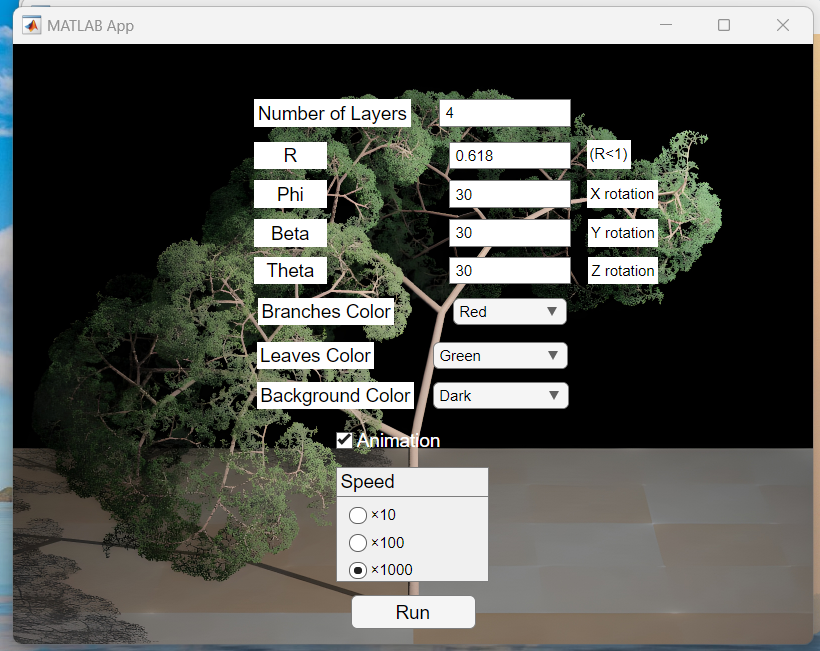 MATLAB App
Number of Layers 4
R 0.618 (R<1)
Phi 30 X rotation
Beta 30 Y rotation
Theta 30 Z rotation
Branches Color Red
Leaves Color Green
Background Color Dark
Animation
Speed
×10
×100
×1000
Run